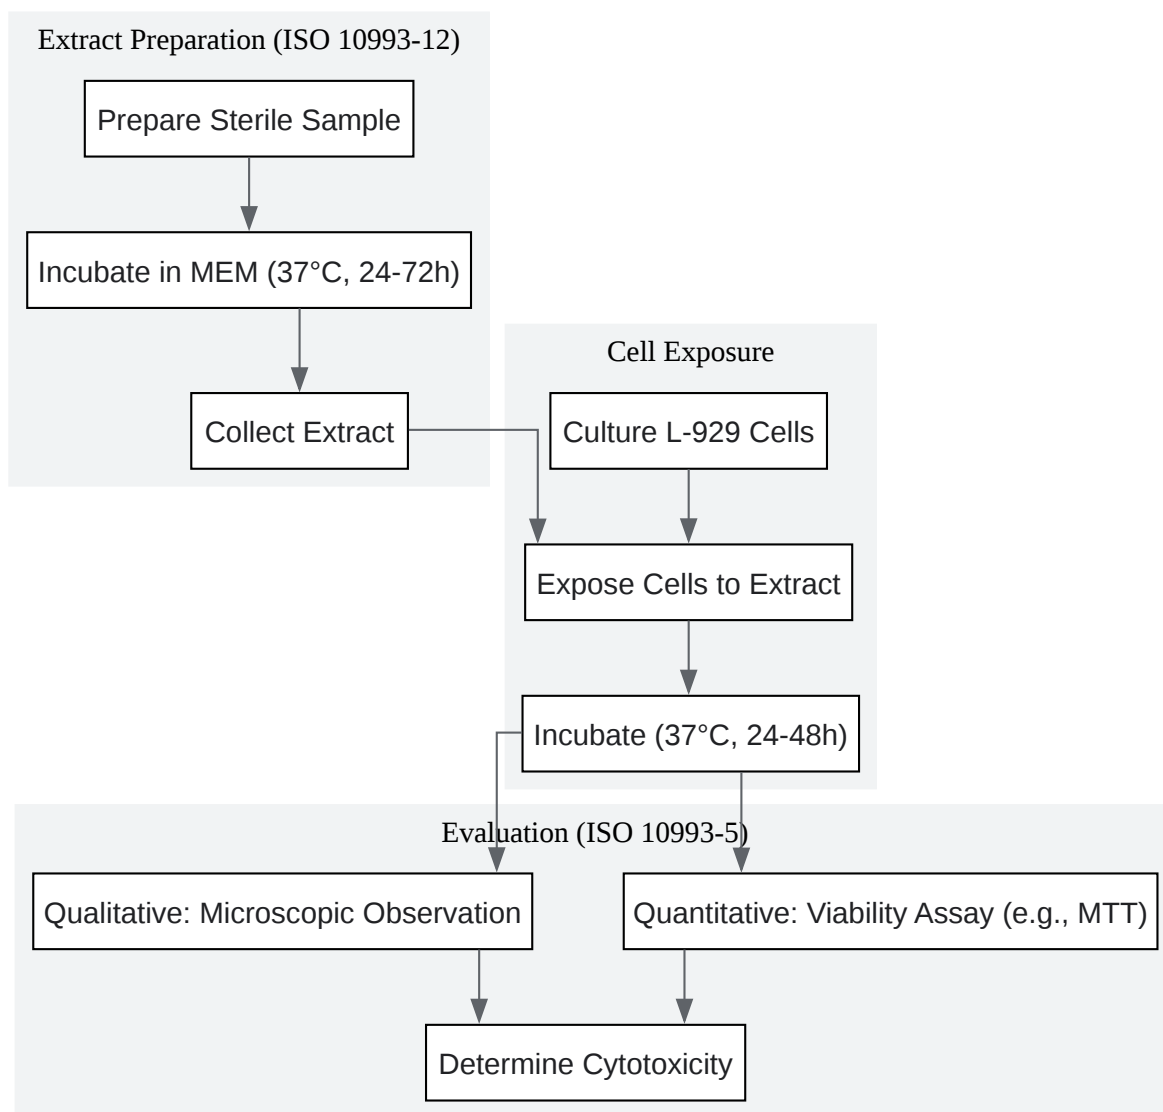 Extract Preparation (ISO 10993-12)
Prepare Sterile Sample
Incubate in MEM (37°C, 24-72h)
Collect Extract
Cell Exposure
Culture L-929 Cells
Expose Cells to Extract
Incubate (37°C, 24-48h)
Evaluation (ISO 10993-5)
Qualitative: Microscopic Observation
Quantitative: Viability Assay (e.g., MTT)
Determine Cytotoxicity